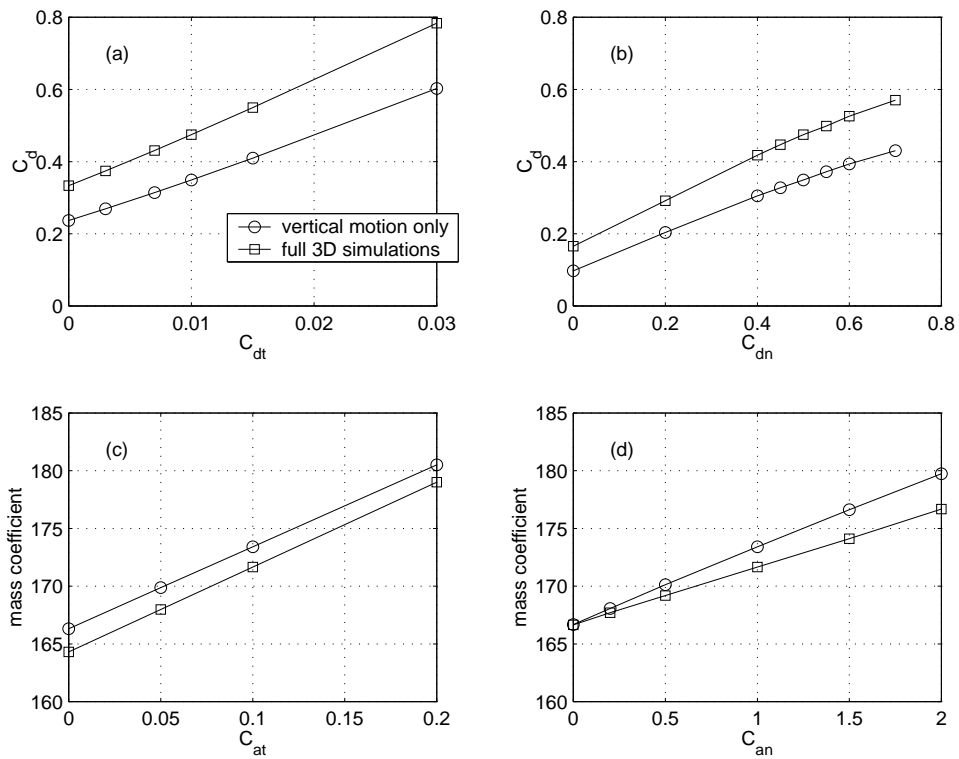 0.8
(a)
0.6
C_d
0.4
0.2
0
0 0.01 0.02 0.03
C_dt
vertical motion only
full 3D simulations
0.8
(b)
0.6
C_d
0.4
0.2
0
0 0.2 0.4 0.6 0.8
C_dn
185
(c)
180
175
mass coefficient
170
165
160
0 0.05 0.1 0.15 0.2
C_at
185
(d)
180
175
mass coefficient
170
165
160
0 0.5 1 1.5 2
C_an